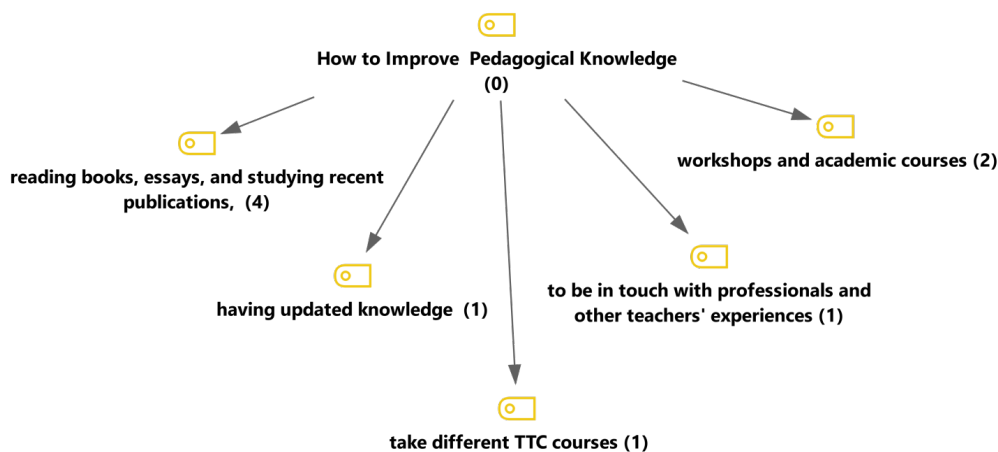 How to Improve  Pedagogical Knowledge
(0)
reading books, essays, and studying recent
publications,  (4)
workshops and academic courses (2)
having updated knowledge  (1)
to be in touch with professionals and
other teachers' experiences (1)
take different TTC courses (1)